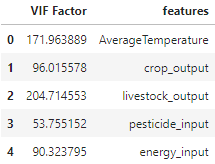 VIF Factor features
0 171.963889 AverageTemperature
1 96.015578 crop_output
2 204.714553 livestock_output
3 53.755152 pesticide_input
4 90.323795 energy_input